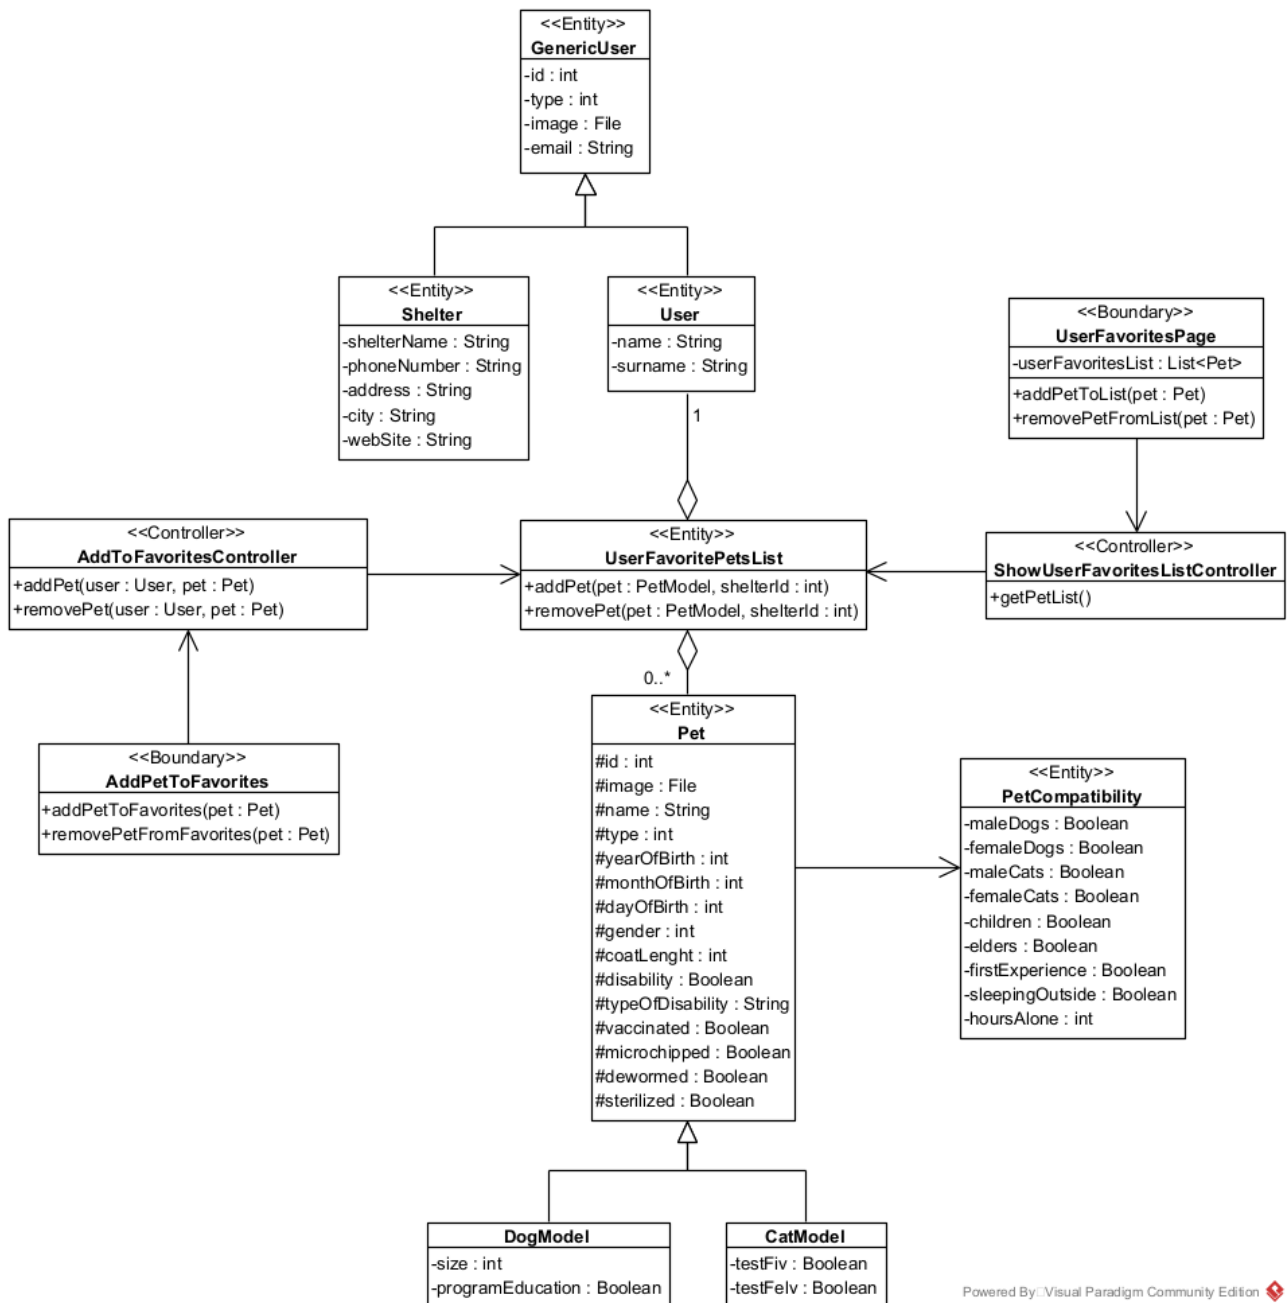 <<Entity>>
GenericUser
-id : int
-type : int
-image : File
-email : String
<<Entity>>
Shelter
-shelterName : String
-phoneNumber : String
-address : String
-city : String
-webSite : String
<<Entity>>
User
-name : String
-surname : String
1
<<Boundary>>
UserFavoritesPage
-userFavoritesList : List<Pet>
+addPetToList(pet : Pet)
+removePetFromList(pet : Pet)
<<Controller>>
AddToFavoritesController
+addPet(user : User, pet : Pet)
+removePet(user : User, pet : Pet)
<<Entity>>
UserFavoritePetsList
+addPet(pet : PetModel, shelterId : int)
+removePet(pet : PetModel, shelterId : int)
<<Controller>>
ShowUserFavoritesListController
+getPetList()
0..*
<<Boundary>>
AddPetToFavorites
+addPetToFavorites(pet : Pet)
+removePetFromFavorites(pet : Pet)
<<Entity>>
Pet
#id : int
#image : File
#name : String
#type : int
#yearOfBirth : int
#monthOfBirth : int
#dayOfBirth : int
#gender : int
#coatLenght : int
#disability : Boolean
#typeOfDisability : String
#vaccinated : Boolean
#microchipped : Boolean
#dewormed : Boolean
#sterilized : Boolean
<<Entity>>
PetCompatibility
-maleDogs : Boolean
-femaleDogs : Boolean
-maleCats : Boolean
-femaleCats : Boolean
-children : Boolean
-elders : Boolean
-firstExperience : Boolean
-sleepingOutside : Boolean
-hoursAlone : int
DogModel
-size : int
-programEducation : Boolean
CatModel
-testFiv : Boolean
-testFelv : Boolean
Powered By Visual Paradigm Community Edition